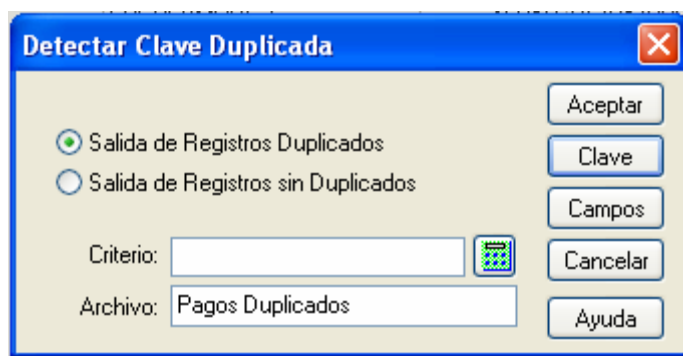 Detectar Clave Duplicada
Salida de Registros Duplicados
Salida de Registros sin Duplicados
Criterio:
Archivo: Pagos Duplicados
Aceptar
Clave
Campos
Cancelar
Ayuda